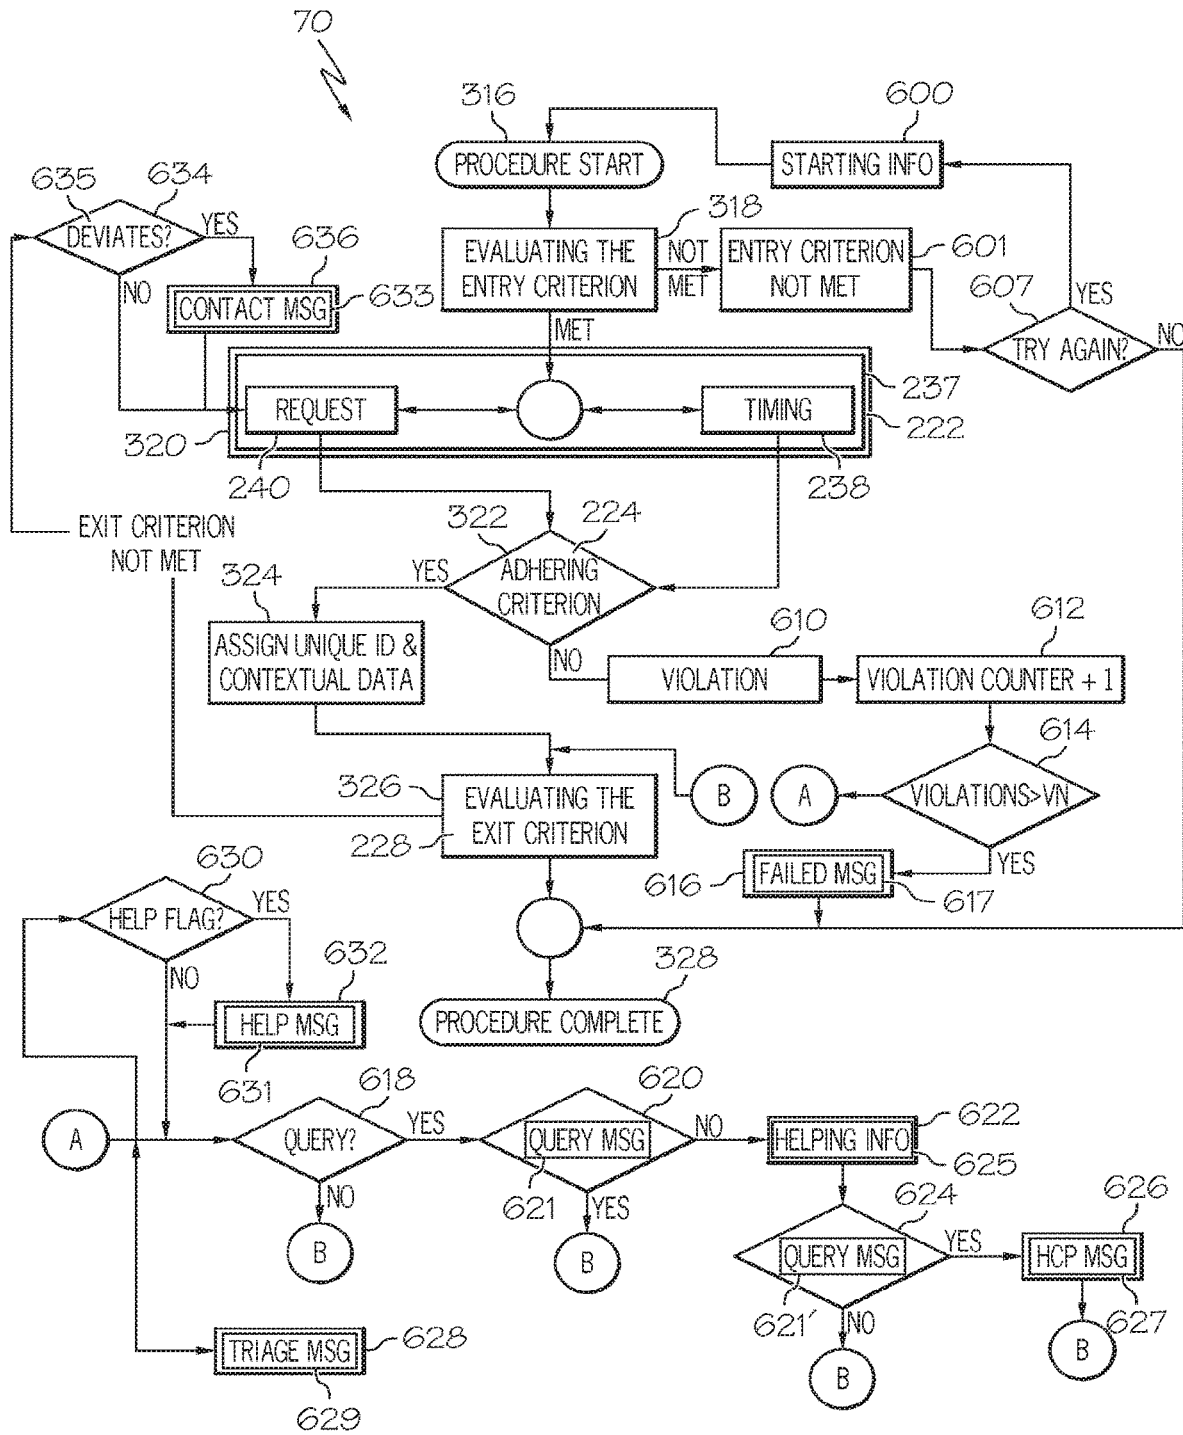 70
316
600
PROCEDURE START
STARTING INFO
635
634
DEVIATES?
YES
318
636
EVALUATING THE
ENTRY CRITERION
NOT
MET
ENTRY CRITERION
NOT MET
601
NO
CONTACT MSG
633
607
YES
MET
TRY AGAIN?
NO
REQUEST
TIMING
237
222
320
240
238
EXIT CRITERION
NOT MET
322
224
324
YES
ADHERING
CRITERION
ASSIGN UNIQUE ID &
CONTEXTUAL DATA
NO
610
VIOLATION
612
VIOLATION COUNTER + 1
614
326
EVALUATING THE
EXIT CRITERION
228
B
A
VIOLATIONS>VN
YES
616
FAILED MSG
617
630
HELP FLAG?
YES
NO
632
HELP MSG
631
328
PROCEDURE COMPLETE
A
618
QUERY?
YES
620
QUERY MSG
621
NO
HELPING INFO
622
625
NO
B
YES
B
624
QUERY MSG
621'
YES
626
HCP MSG
627
NO
B
B
TRIAGE MSG
628
629